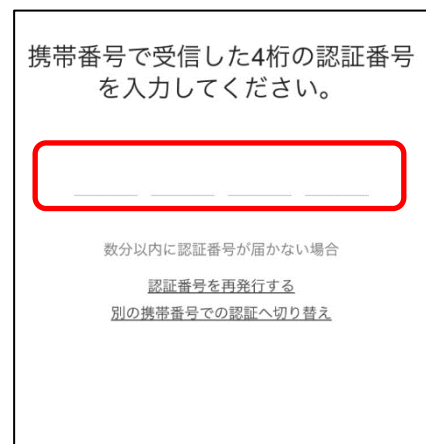 携帯番号で受信した4桁の認証番号
を入力してください。
数分以内に認証番号が届かない場合
認証番号を再発行する
別の携帯番号での認証へ切り替え